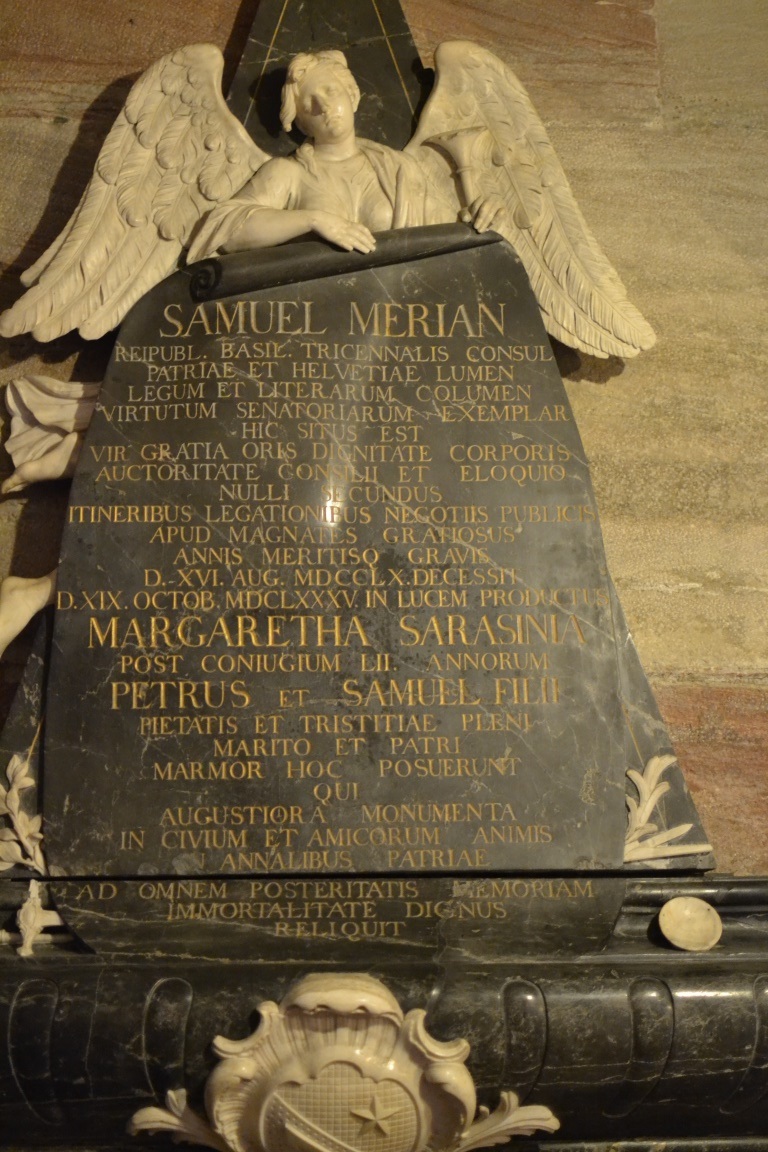 SAMUEL MERIAN
REIPUBL. BASIL. TRICENNALIS CONSUL
PATRIAE ET HELVETIAE LUMEN
LEGUM ET LITERARUM COLUMEN
VIRTUTUM SENATORIARUM EXEMPLAR
HIC SITUS EST
VIR GRATIA ORIS DIGNITATE CORPORIS
AUCTORITATE CONSILII ET ELOQUIO
NULLI SECUNDUS
ITINERIBUS LEGATIONIBUS NEGOTIIS PUBLICIS
APUD MAGNATES GRATIOSUS
ANNIS MERITISQ. GRAVIS
D. XVI. AUG. MDCCLX. DECESSIT
D. XIX. OCTOB. MDCLXXXV. IN LUCEM PRODUCTUS
MARGARETHA SARASINIA
POST CONIUGIUM LII. ANNORUM
PETRUS ET SAMUEL FILII
PIETATIS ET TRISTITIAE PLENI
MARITO ET PATRI
MARMOR HOC POSUERUNT
QUI
AUGUSTIORA MONUMENTA
IN CIVIUM ET AMICORUM ANIMIS
IN ANNALIBUS PATRIAE
AD OMNEM POSTERITATIS MEMORIAM
IMMORTALITATE DIGNUS
RELIQUIT